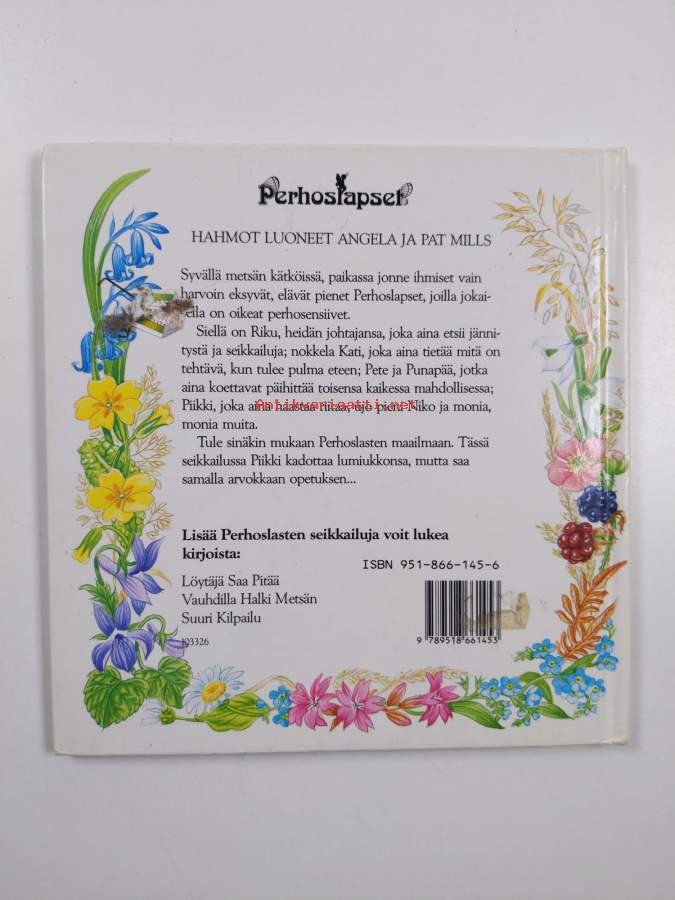 Perhoslapset
HAHMOT LUONEET ANGELA JA PAT MILLS
Syvällä metsän kätköissä, paikassa jonne ihmiset vain
harvoin eksyvät, elävät pienet Perhoslapset, joilla jokai-
on oikeat perhosensiivet.
Siellä on Riku, heidän johtajansa, joka aina etsii jänni-
tystä ja seikkailuja; nokkela Kati, joka aina tietää mitä on
tehtävä, kun tulee pulma eteen; Pete ja Punapää, jotka
aina koettavat päihittää toisensa kaikessa mahdollisessa;
Piikki, joka aina haastaa riitaa, ujo pieni Niko ja monia,
monia muita.
Antikvariaatti.net
Tule sinäkin mukaan Perhoslasten maailmaan. Tässä
seikkailussa Piikki kadottaa lumiukkonsa, mutta saa
samalla arvokkaan opetuksen...
Lisää Perhoslasten seikkailuja voit lukea
kirjoista:
ISBN 951-866-145-6
Löytäjä Saa Pitää
Vauhdilla Halki Metsän
Suuri Kilpailu
103326
9 789518 661453